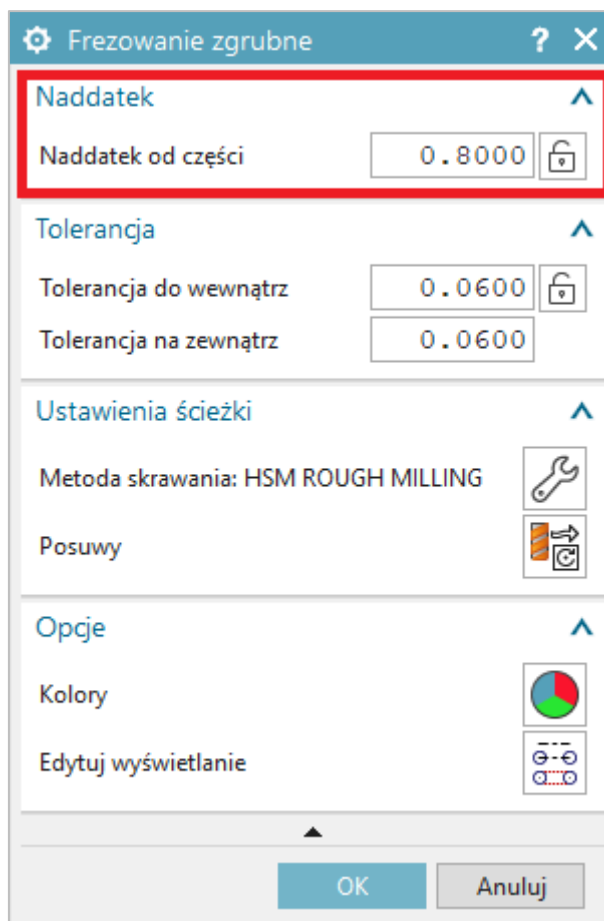 Frezowanie zgrubne ?
Naddatek
Naddatek od części 0.8000
Tolerancja
Tolerancja do wewnątrz 0.0600
Tolerancja na zewnątrz 0.0600
Ustawienia ścieżki
Metoda skrawania: HSM ROUGH MILLING
Posuwy
Opcje
Kolory
Edytuj wyświetlanie
OK Anuluj